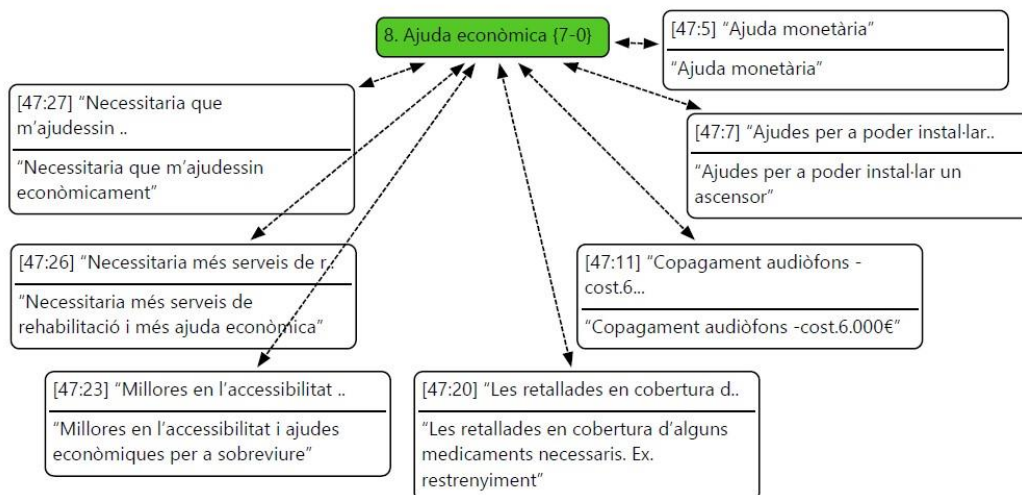 8. Ajuda econòmica {7-0}
[47:5] “Ajuda monetària”
“Ajuda monetària”
[47:27] “Necessitaria que
m’ajudessin ..
“Necessitaria que m’ajudessin
econòmicament”
[47:7] “Ajudes per a poder instal·lar..
“Ajudes per a poder instal·lar un
ascensor”
[47:26] “Necessitaria més serveis de r..
“Necessitaria més serveis de
rehabilitació i més ajuda econòmica”
[47:11] “Copagament audiòfons -
cost.6...
“Copagament audiòfons -cost.6.000€”
[47:23] “Millores en l’accessibilitat ..
“Millores en l’accessibilitat i ajudes
econòmiques per a sobreviure”
[47:20] “Les retallades en cobertura d..
“Les retallades en cobertura d’alguns
medicaments necessaris. Ex.
restrenyiment”